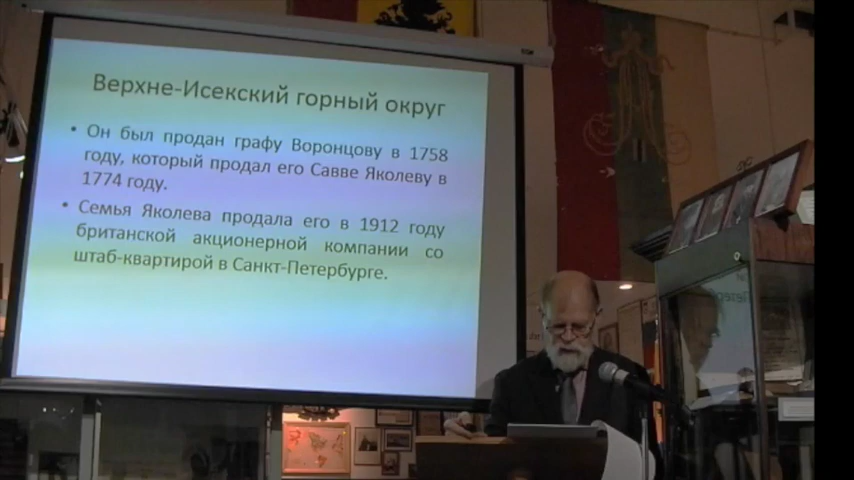 Верхне-Исекский горный округ
• Он был продан графу Воронцову в 1758
году, который продал его Савве Яколеву в
1774 году.
• Семья Яколева продала его в 1912 году
британской акционерной компании со
штаб-квартирой в Санкт-Петербурге.